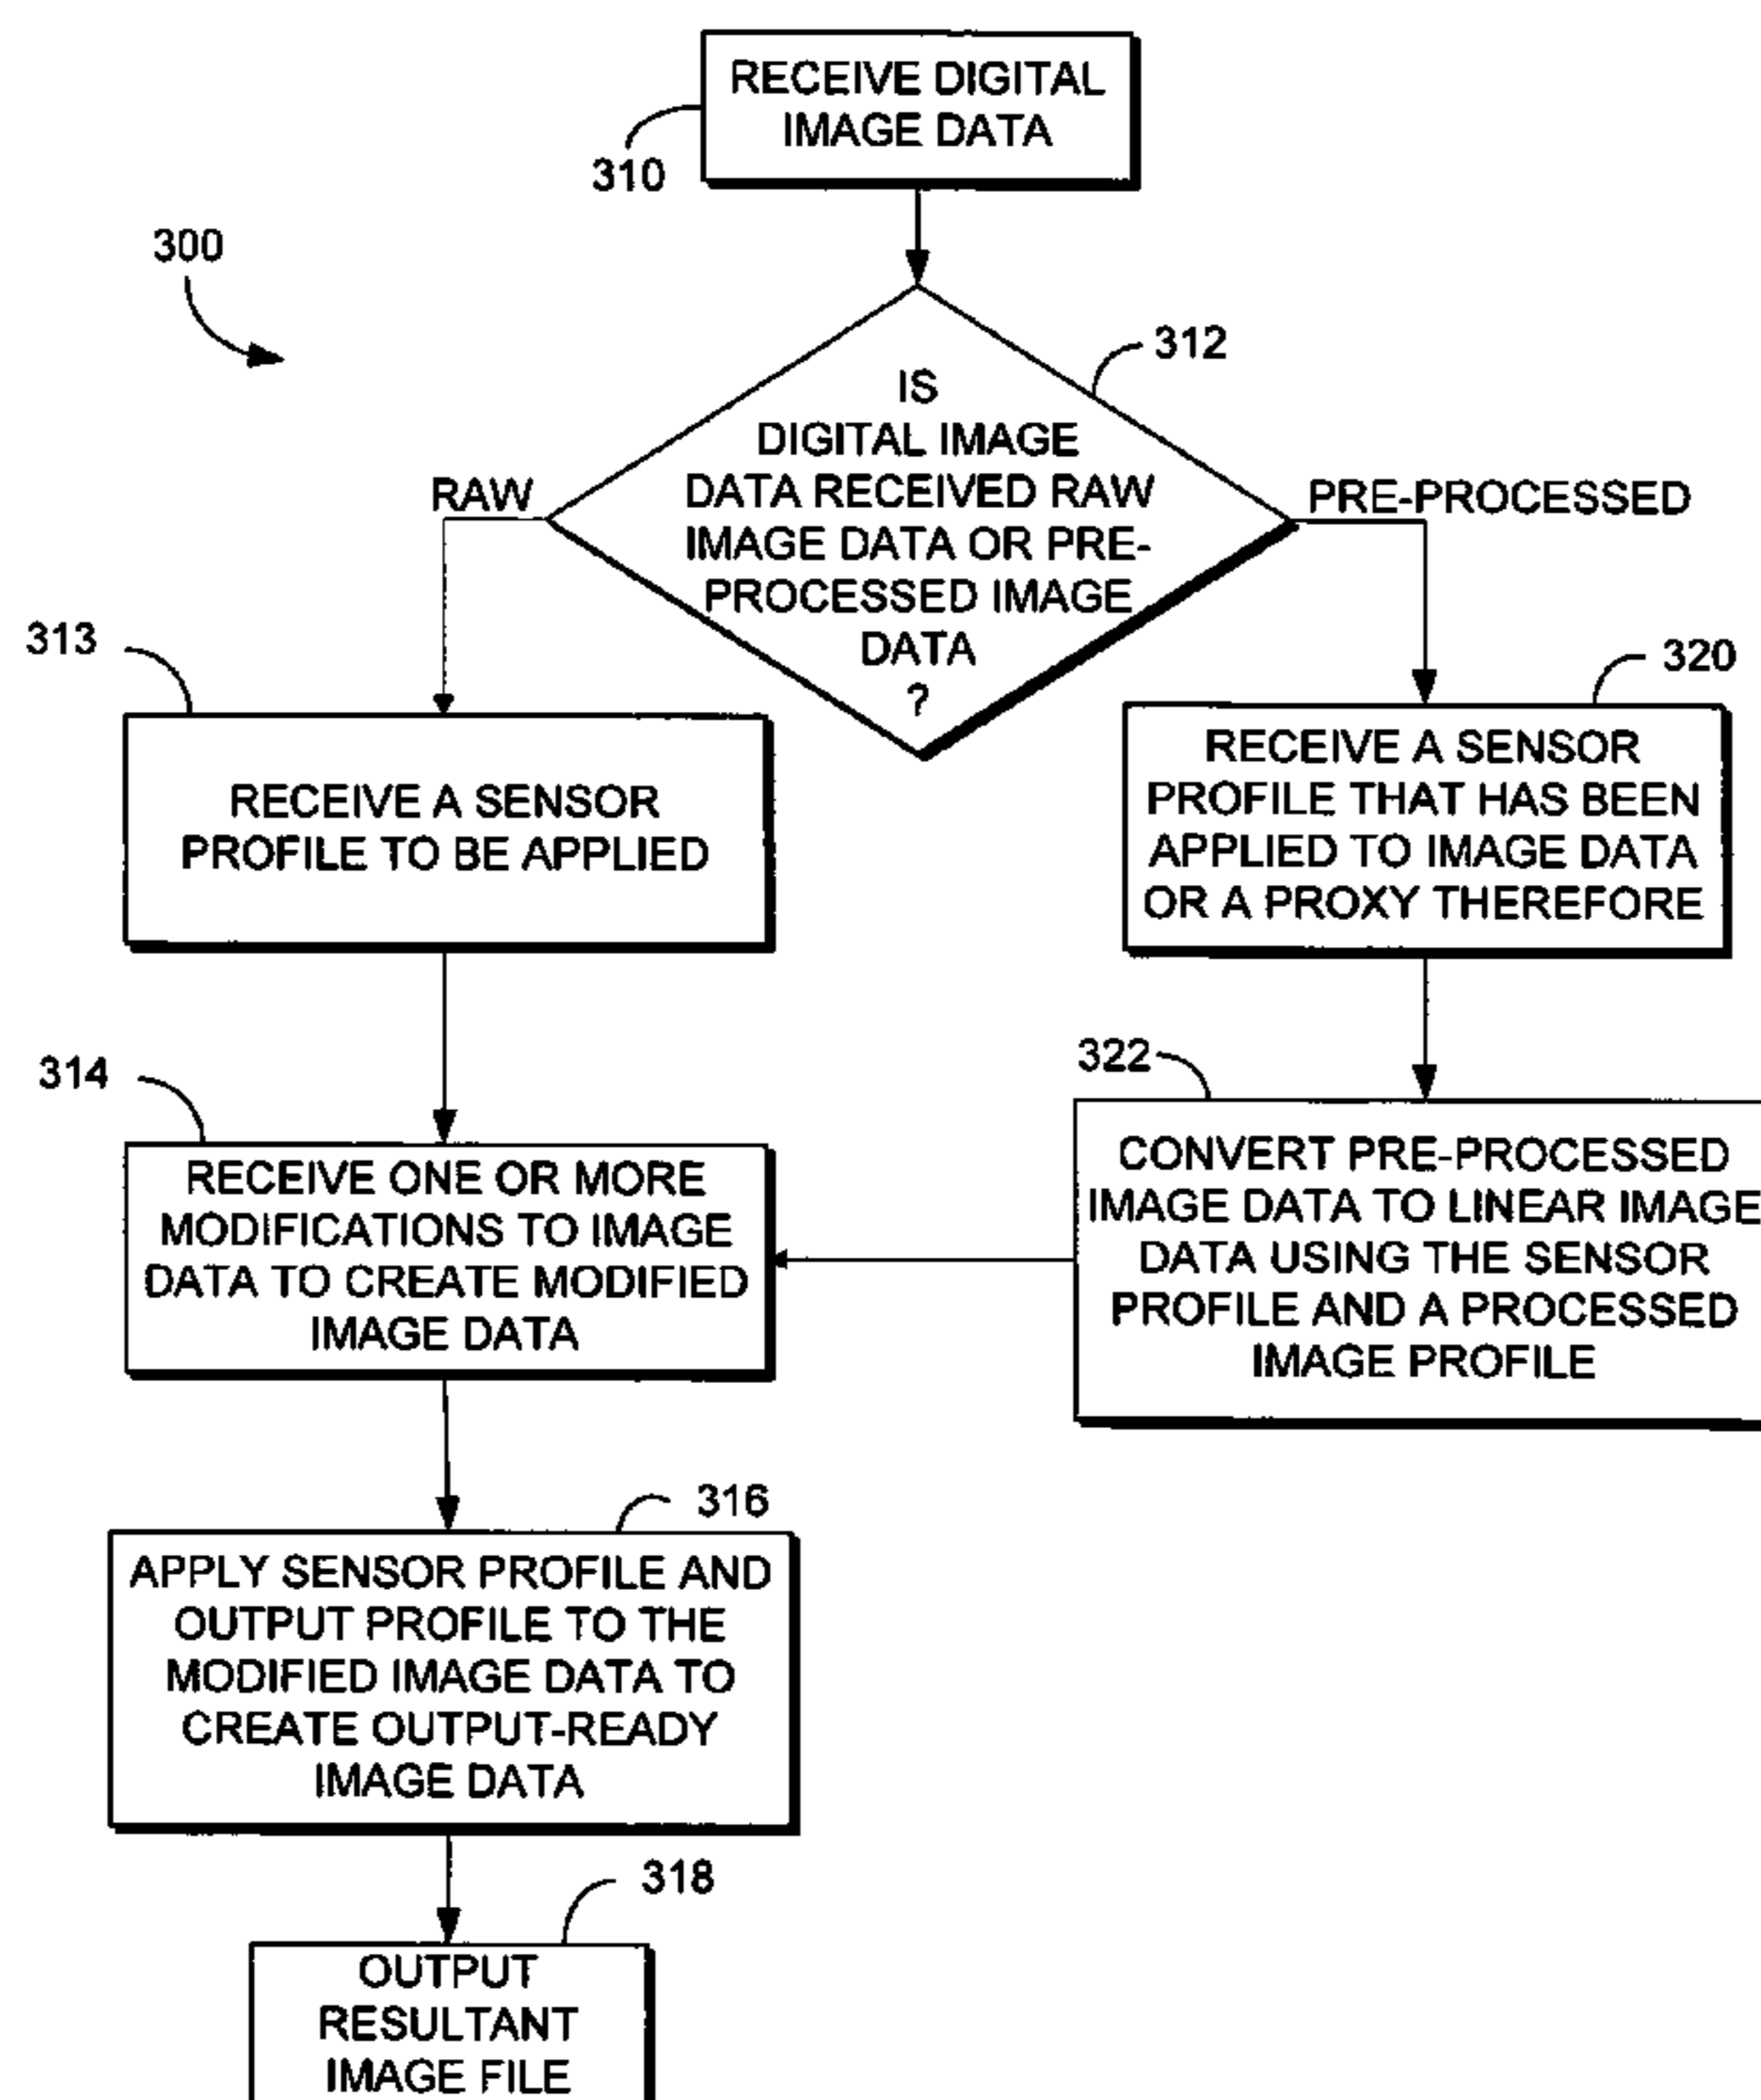 RECEIVE DIGITAL
IMAGE DATA
310
300
312
IS
DIGITAL IMAGE
DATA RECEIVED RAW
IMAGE DATA OR PRE-
PROCESSED IMAGE
DATA
?
RAW
PRE-PROCESSED
313
RECEIVE A SENSOR
PROFILE TO BE APPLIED
320
RECEIVE A SENSOR
PROFILE THAT HAS BEEN
APPLIED TO IMAGE DATA
OR A PROXY THEREFORE
314
RECEIVE ONE OR MORE
MODIFICATIONS TO IMAGE
DATA TO CREATE MODIFIED
IMAGE DATA
322
CONVERT PRE-PROCESSED
IMAGE DATA TO LINEAR IMAGE
DATA USING THE SENSOR
PROFILE AND A PROCESSED
IMAGE PROFILE
316
APPLY SENSOR PROFILE AND
OUTPUT PROFILE TO THE
MODIFIED IMAGE DATA TO
CREATE OUTPUT-READY
IMAGE DATA
318
OUTPUT
RESULTANT
IMAGE FILE